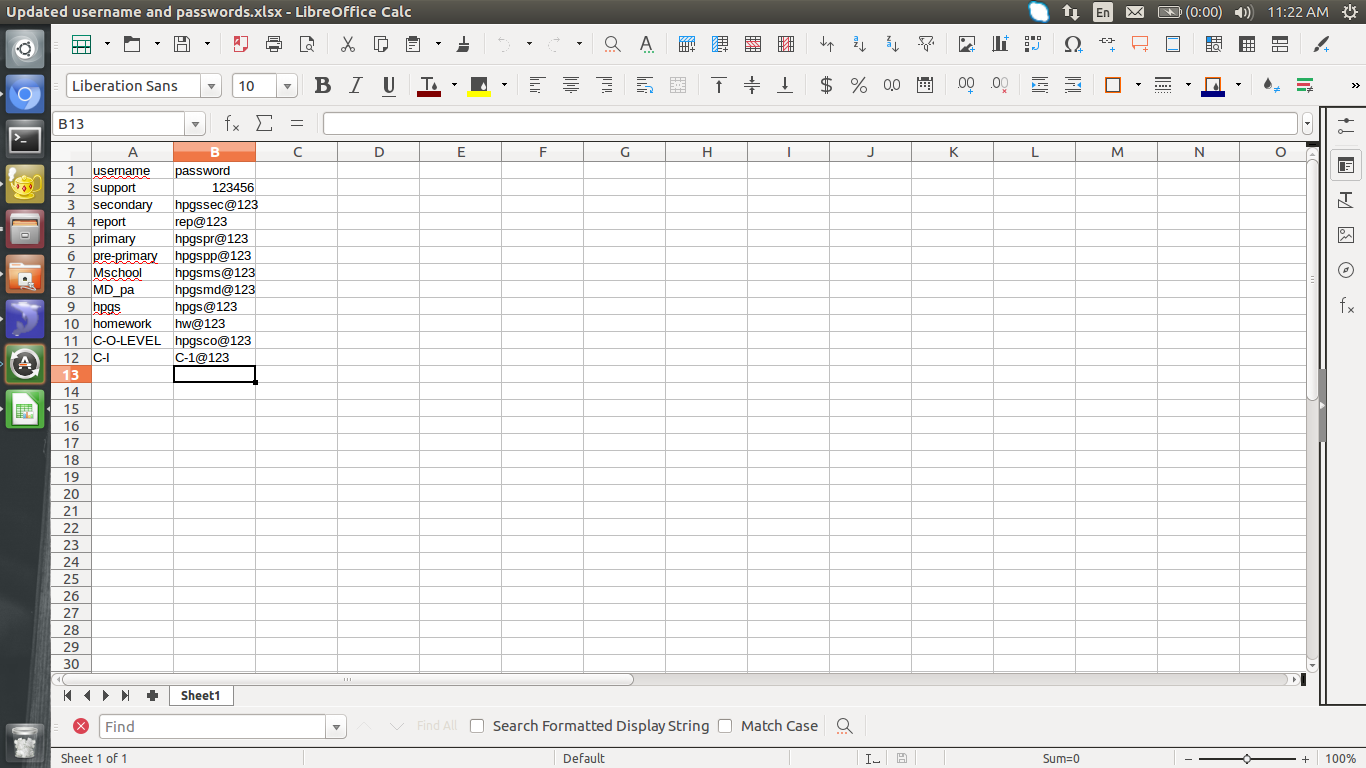 Updated username and passwords.xlsx - LibreOffice Calc
En (0:00) 11:22 AM
Liberation Sans 10
B13
A B C D E F G H I J K L M N O
1 username password
2 support 123456
3 secondary hpgssec@123
4 report rep@123
5 primary hpgspr@123
6 pre-primary hpgspp@123
7 Mschool hpgsms@123
8 MD_pa hpgsmd@123
9 hpgs hpgs@123
10 homework hw@123
11 C-O-LEVEL hpgsco@123
12 C-I C-1@123
13
14
15
16
17
18
19
20
21
22
23
24
25
26
27
28
29
30
Sheet1
Find Find All Search Formatted Display String Match Case
Sheet 1 of 1 Default Sum=0 100%